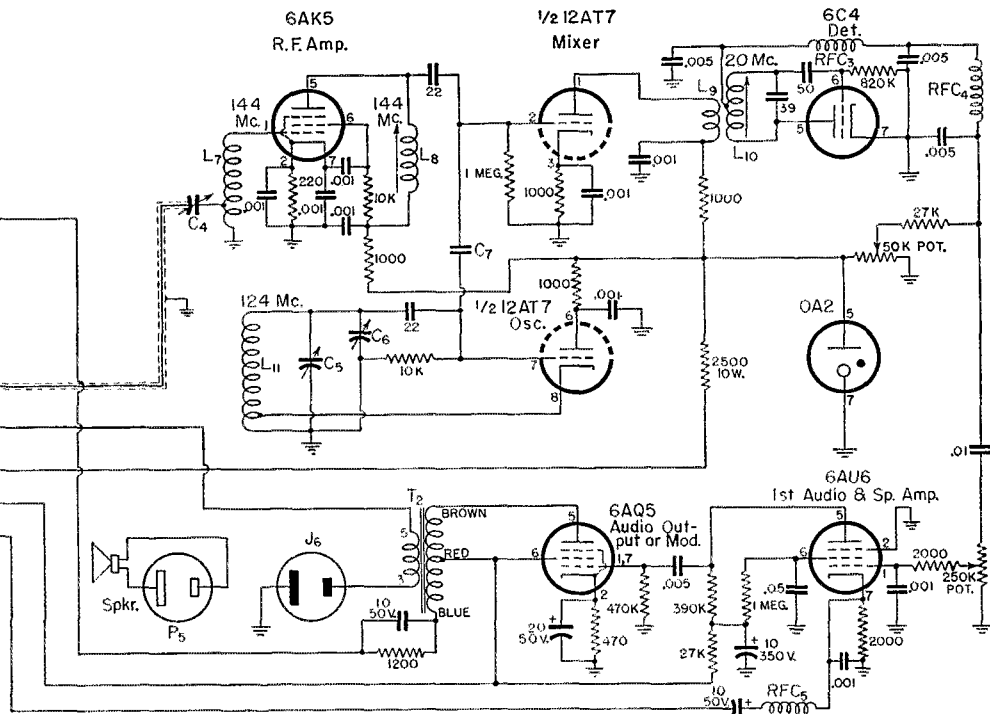 6AK5
R.F. Amp.
1/2 12AT7
Mixer
6C4
Det.
144
Mc.
L7
C4
5
1
6
2
7
220
.001
.001
.001
.001
10K
1000
144
Mc.
L8
22
1 MEG.
2
1
3
1000
.001
C7
.005
L9
20 Mc.
L10
.001
1000
RFC3
50
39
820K
6
5
7
.005
RFC4
.005
27K
50K POT.
OA2
5
7
124 Mc.
L11
C5
C6
22
10K
1/2 12AT7
Osc.
1000
.001
6
7
8
2500
10W.
.01
Spkr.
P5
J6
T2
5
3
BROWN
RED
BLUE
10
50V.
1200
6AQ5
Audio Out-
put or Mod.
5
6
1,7
2
20
50V.
+
470
470K
.005
390K
27K
1 MEG.
.05
+
10
350V.
6AU6
1st Audio & Sp. Amp.
5
6
2
1
7
.001
2000
250K
POT.
2000
.001
10
50V.
+
RFC5